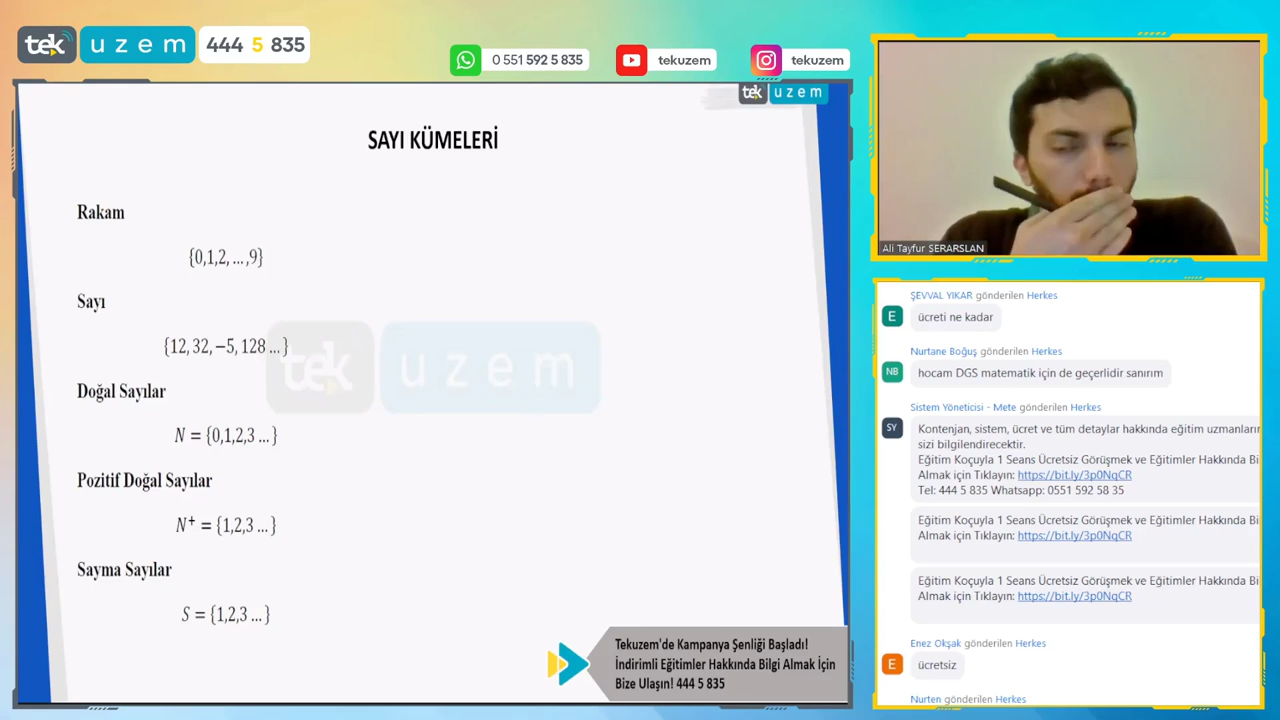 tek uzem 444 5 835
0 551 592 5 835
tekuzem
tekuzem
tek uzem
SAYI KÜMELERİ
Rakam
{0,1,2, ... ,9}
Sayı
{12, 32, −5, 128 ... }
Doğal Sayılar
N = {0,1,2,3 ... }
Pozitif Doğal Sayılar
N⁺ = {1,2,3 ... }
Sayma Sayılar
S = {1,2,3 ... }
tek uzem
Tekuzem'de Kampanya Şenliği Başladı!
İndirimli Eğitimler Hakkında Bilgi Almak İçin
Bize Ulaşın! 444 5 835
Ali Tayfur SERARSLAN
ŞEVVAL YIKAR gönderilen Herkes
E ücreti ne kadar
Nurtane Boğuş gönderilen Herkes
NB hocam DGS matematik için de geçerlidir sanırım
Sistem Yöneticisi - Mete gönderilen Herkes
SY Kontenjan, sistem, ücret ve tüm detaylar hakkında eğitim uzmanların
sizi bilgilendirecektir.
Eğitim Koçuyla 1 Seans Ücretsiz Görüşmek ve Eğitimler Hakkında Bi
Almak için Tıklayın: https://bit.ly/3p0NqCR
Tel: 444 5 835 Whatsapp: 0551 592 58 35
Eğitim Koçuyla 1 Seans Ücretsiz Görüşmek ve Eğitimler Hakkında Bi
Almak için Tıklayın: https://bit.ly/3p0NqCR
Eğitim Koçuyla 1 Seans Ücretsiz Görüşmek ve Eğitimler Hakkında Bi
Almak için Tıklayın: https://bit.ly/3p0NqCR
Enez Okşak gönderilen Herkes
E ücretsiz
Nurten gönderilen Herkes